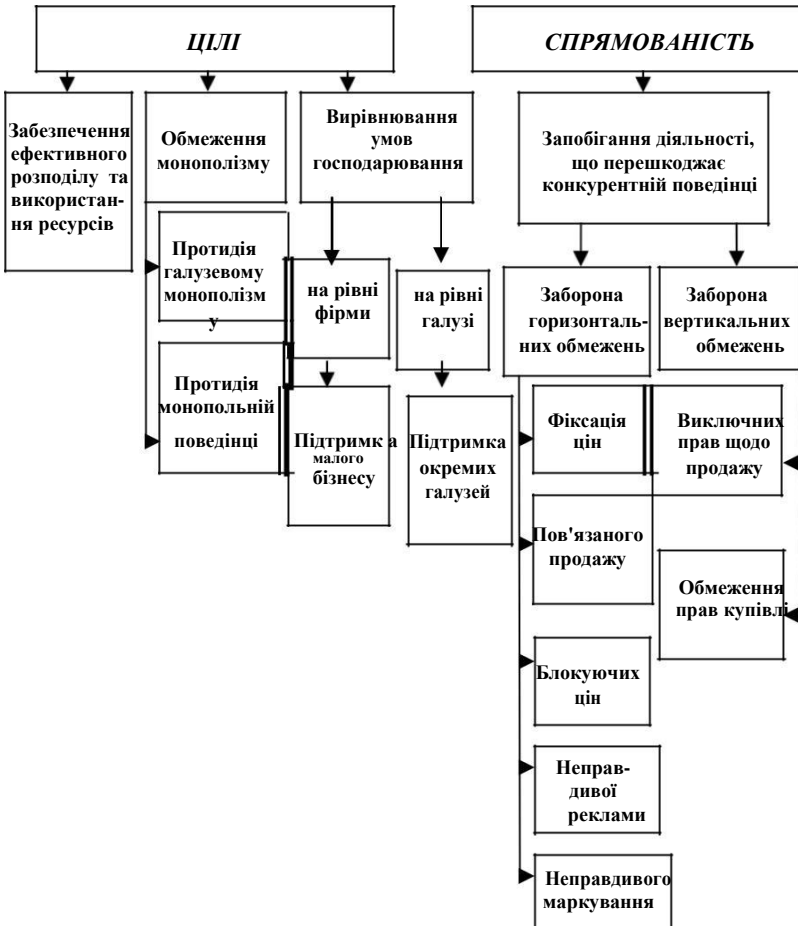 ЦІЛІ
СПРЯМОВАНІСТЬ
Забезпечення
ефективного
розподілу та
використан-
ня ресурсів
Обмеження
монополізму
Вирівнювання
умов
господарювання
Запобігання діяльності,
що перешкоджає
конкурентній поведінці
Протидія
галузевому
монополізм
у
на рівні
фірми
на рівні
галузі
Заборона
горизонталь-
них обмежень
Заборона
вертикальних
обмежень
Протидія
монопольній
поведінці
Підтримк а
малого
бізнесу
Підтримка
окремих
галузей
Фіксація
цін
Виключних
прав щодо
продажу
Пов'язаного
продажу
Обмеження
прав купівлі
Блокуючих
цін
Неправ-
дивої
реклами
Неправдивого
маркування